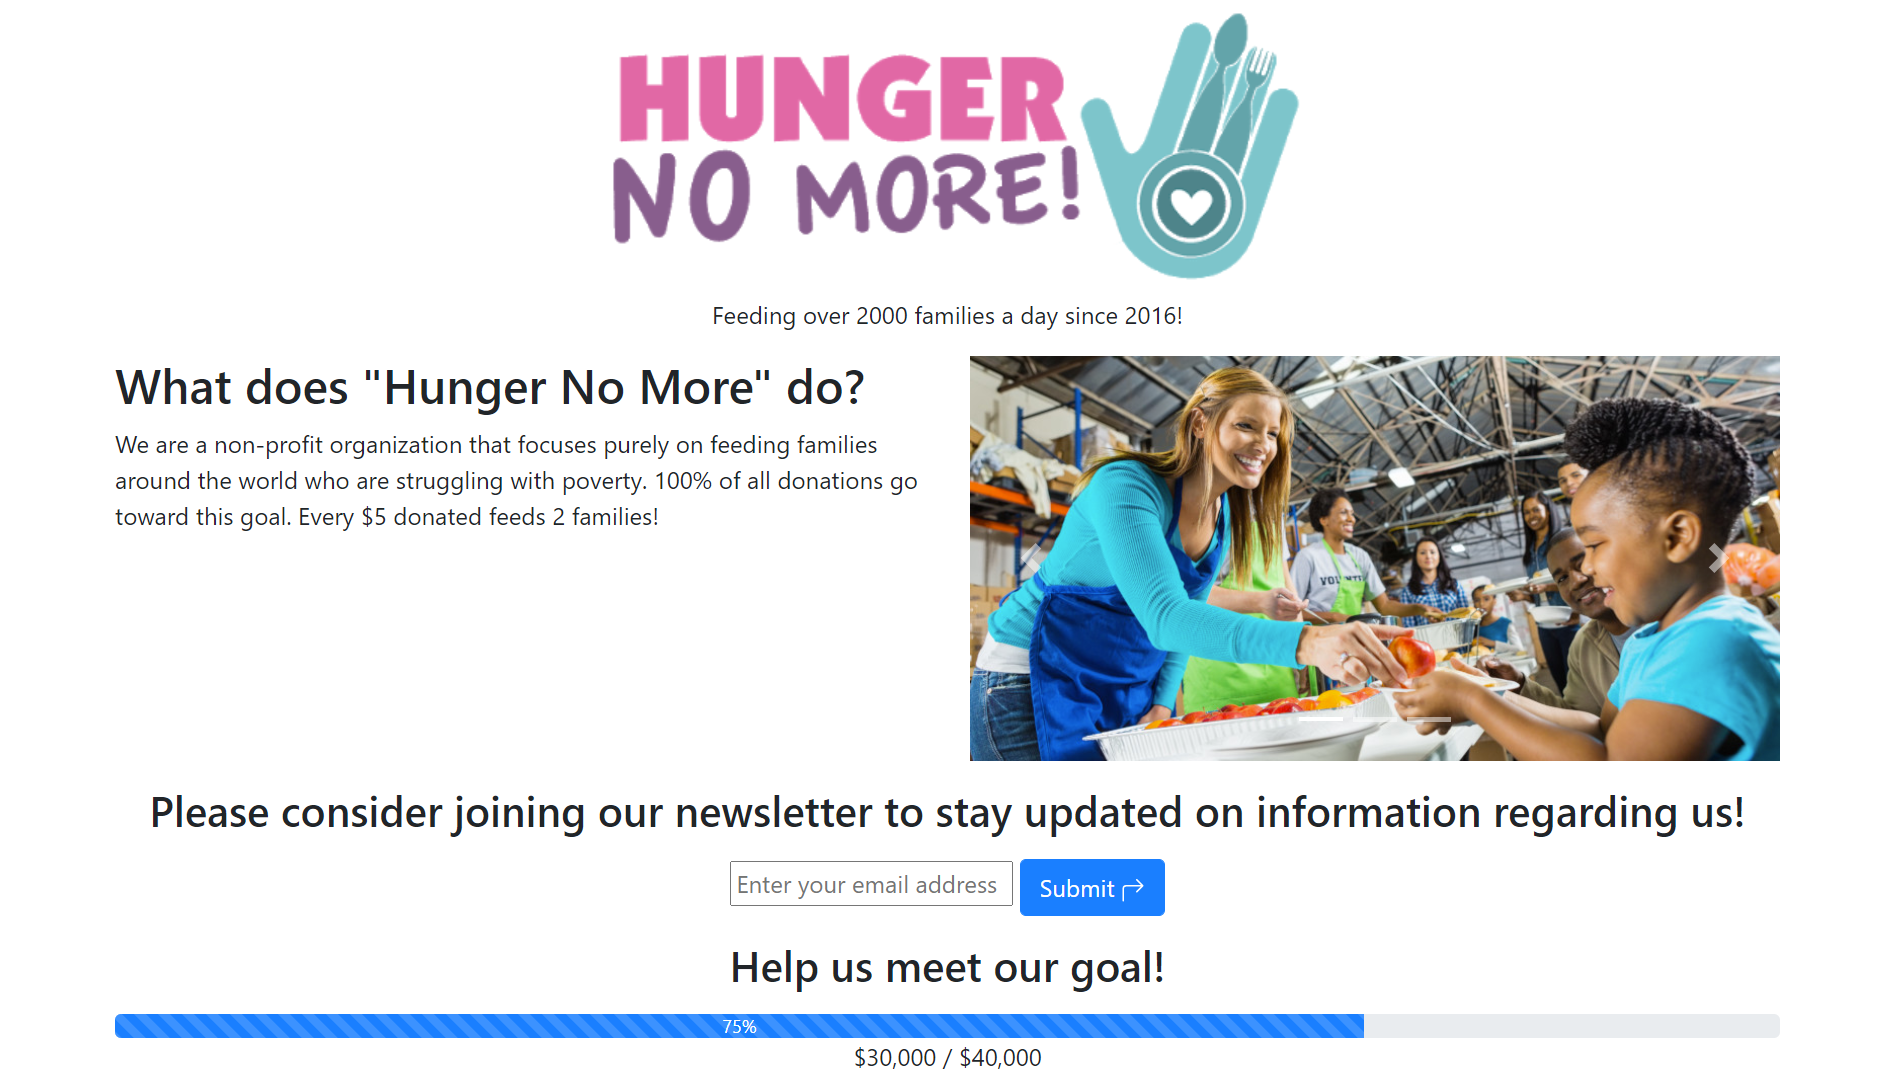 HUNGER
NO MORE!
Feeding over 2000 families a day since 2016!
What does "Hunger No More" do?
We are a non-profit organization that focuses purely on feeding families
around the world who are struggling with poverty. 100% of all donations go
toward this goal. Every $5 donated feeds 2 families!
Please consider joining our newsletter to stay updated on information regarding us!
Enter your email address
Submit
Help us meet our goal!
75%
$30,000 / $40,000